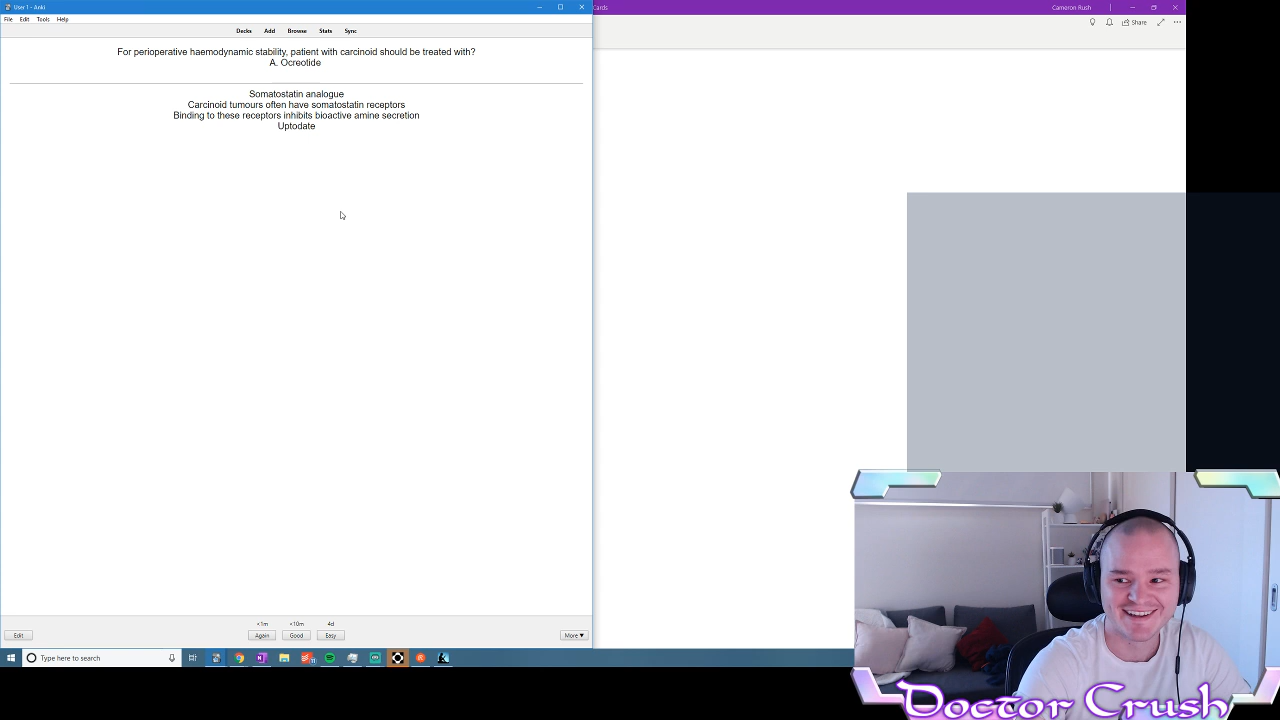 User 1 - Anki
Cards
Cameron Rush
File Edit Tools Help
Share
Decks Add Browse Stats Sync
For perioperative haemodynamic stability, patient with carcinoid should be treated with?
A. Ocreotide
Somatostatin analogue
Carcinoid tumours often have somatostatin receptors
Binding to these receptors inhibits bioactive amine secretion
Uptodate
<1m <10m 4d
Edit Again Good Easy More ▼
Type here to search
Doctor Crush